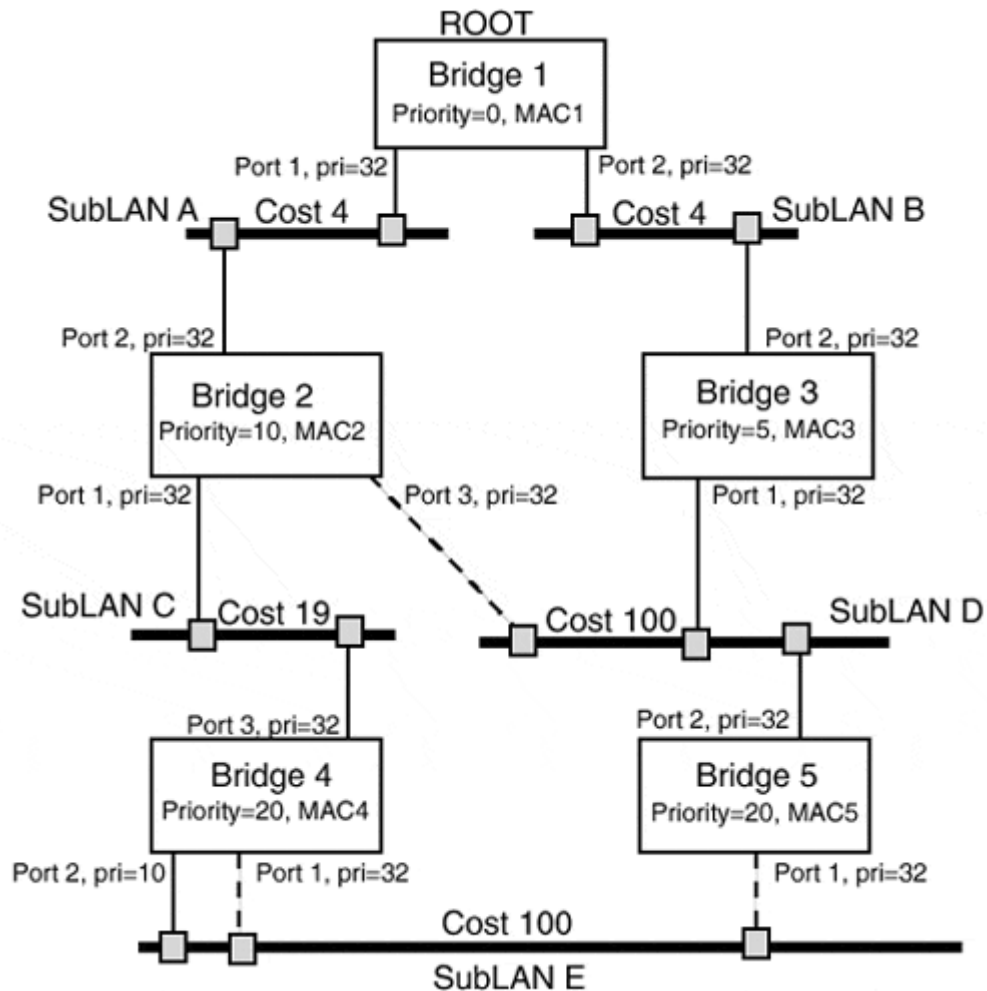 ROOT
Bridge 1
Priority=0, MAC1
Port 1, pri=32
Port 2, pri=32
SubLAN A
Cost 4
Cost 4
SubLAN B
Port 2, pri=32
Port 2, pri=32
Bridge 2
Priority=10, MAC2
Bridge 3
Priority=5, MAC3
Port 1, pri=32
Port 3, pri=32
Port 1, pri=32
SubLAN C
Cost 19
Cost 100
SubLAN D
Port 3, pri=32
Port 2, pri=32
Bridge 4
Priority=20, MAC4
Bridge 5
Priority=20, MAC5
Port 2, pri=10
Port 1, pri=32
Port 1, pri=32
Cost 100
SubLAN E